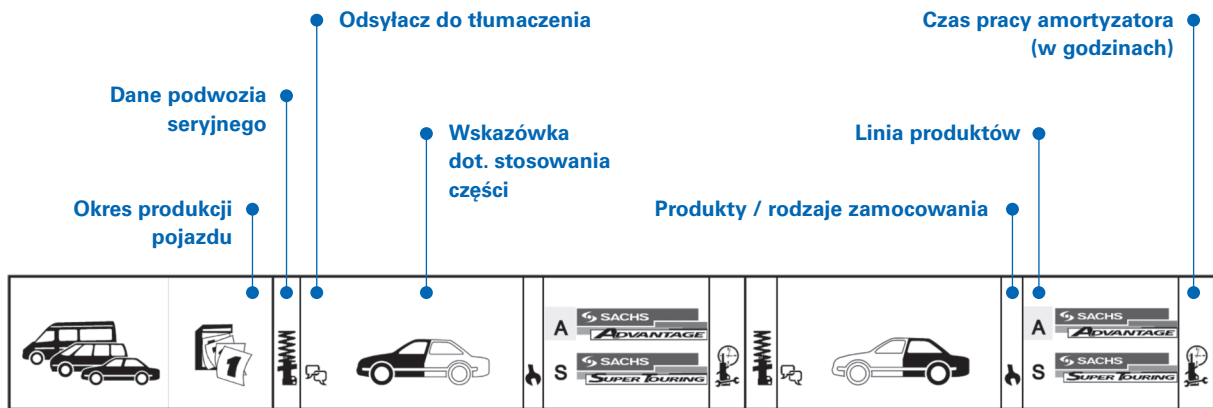 Odsyłacz do tłumaczenia
Czas pracy amortyzatora
(w godzinach)
Dane podwozia
seryjnego
Wskazówka
dot. stosowania
części
Linia produktów
Okres produkcji
pojazdu
Produkty / rodzaje zamocowania
1
A
SACHS
ADVANTAGE
S
SACHS
SUPER TOURING
A
SACHS
ADVANTAGE
S
SACHS
SUPER TOURING